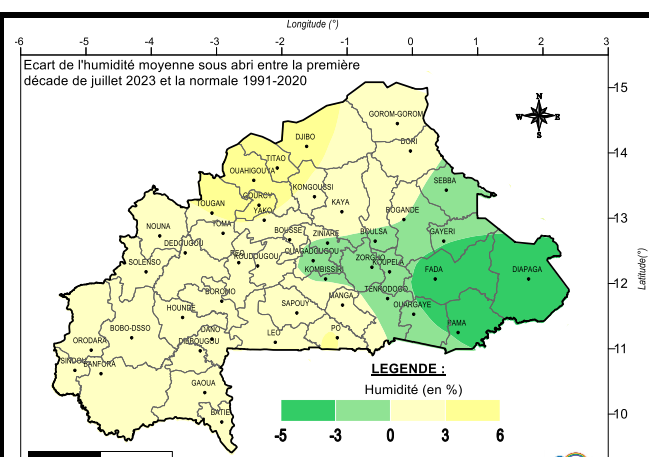 Longitude (°)
-6 -5 -4 -3 -2 -1 0 1 2 3
Ecart de l'humidité moyenne sous abri entre la première
décade de juillet 2023 et la normale 1991-2020
15
N
W E
S
GOROM-GOROM
DJIBO
DORI
14
TITAO
OUAHIGOUYA
SEBBA
KONGOUSSI
GOURCY
TOUGAN
KAYA
YAKO
BOGANDE
13
NOUNA
TOMA
BOUSSE
ZINIARE
BOULSA
GAYERI
DEDOUGOU
OUAGADOUGOU
KOUDOUGOU
ZORGHO
SOLENSO
KOMBISSIRI
KOUPELA
FADA
DIAPAGA
12
Latitude(°)
TENKODOGO
BOROMO
MANGA
SAPOUY
OUARGAYE
HOUNDE
BOBO-DSSO
DANO
LEO
PO
PAMA
ORODARA
DIEBOUGOU
11
SINDOU
BANFORA
LEGENDE :
Humidité (en %)
GAOUA
BATIE
10
-5 -3 0 3 6